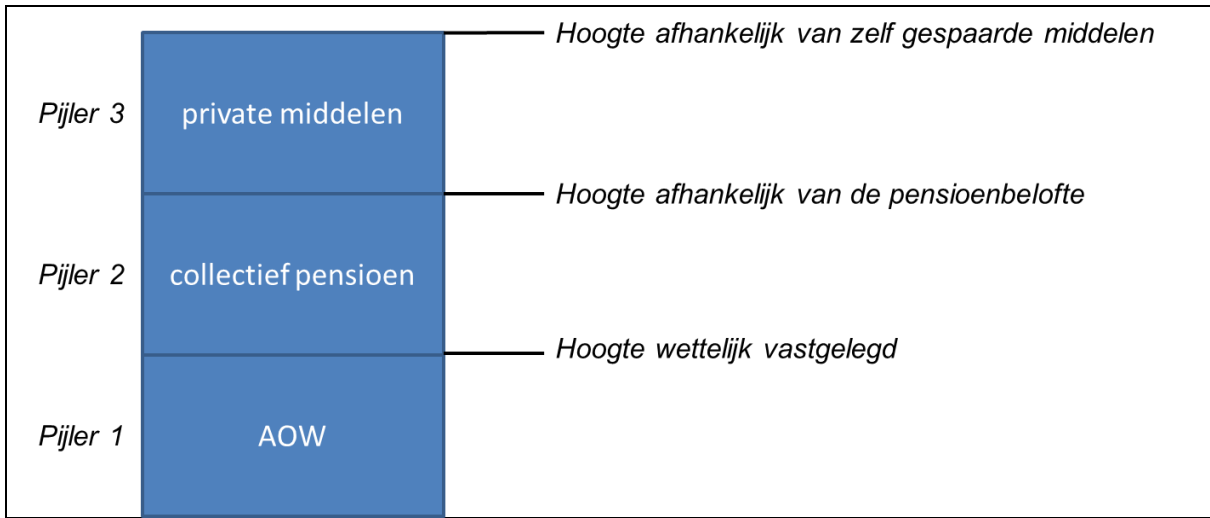 Hoogte afhankelijk van zelf gespaarde middelen
Pijler 3
private middelen
Hoogte afhankelijk van de pensioenbelofte
Pijler 2
collectief pensioen
Hoogte wettelijk vastgelegd
Pijler 1
AOW